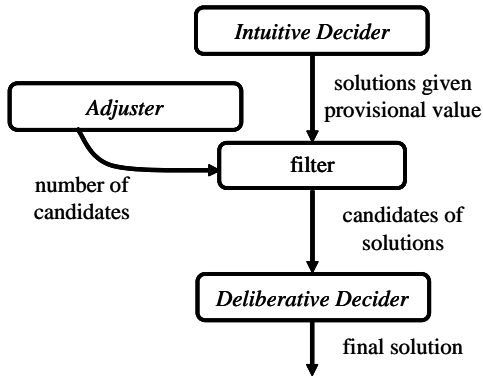 Intuitive Decider
solutions given
provisional value
Adjuster
filter
number of
candidates
candidates of
solutions
Deliberative Decider
final solution